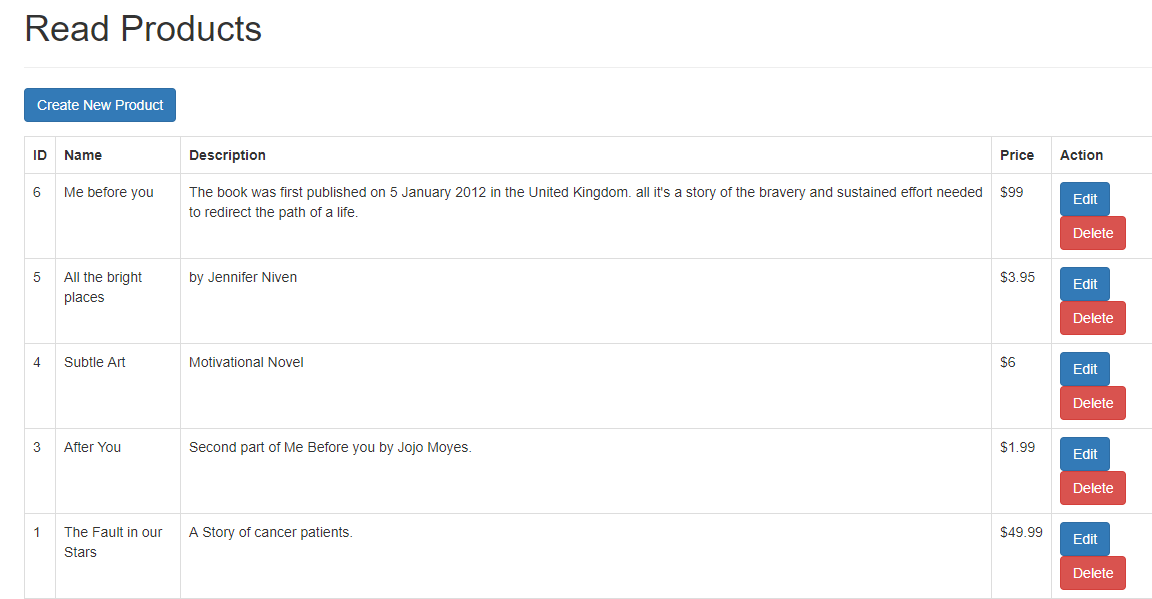 Read Products
Create New Product
ID Name Description Price Action
6 Me before you The book was first published on 5 January 2012 in the United Kingdom. all it's a story of the bravery and sustained effort needed $99 Edit
to redirect the path of a life.
Delete
5 All the bright by Jennifer Niven $3.95 Edit
places
Delete
4 Subtle Art Motivational Novel $6 Edit
Delete
3 After You Second part of Me Before you by Jojo Moyes. $1.99 Edit
Delete
1 The Fault in our A Story of cancer patients. $49.99 Edit
Stars
Delete